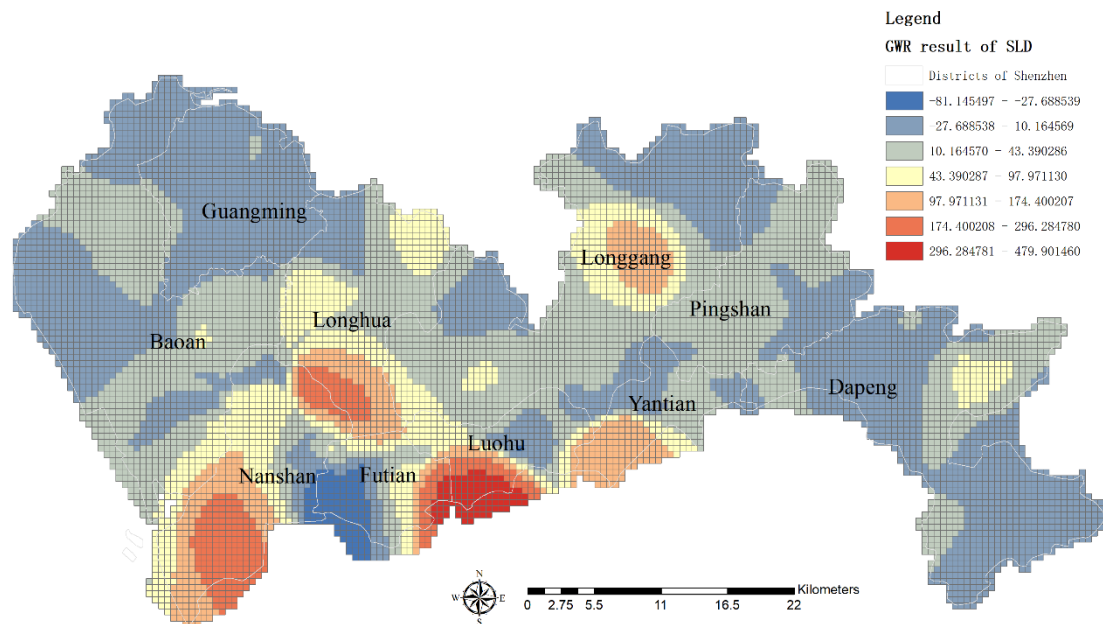 Legend
GWR result of SLD
Districts of Shenzhen
-81.145497 - -27.688539
-27.688538 - 10.164569
10.164570 - 43.390286
43.390287 - 97.971130
97.971131 - 174.400207
174.400208 - 296.284780
296.284781 - 479.901460
Guangming
Longgang
Pingshan
Longhua
Baoan
Dapeng
Yantian
Luohu
Nanshan
Futian
N
W
E
S
Kilometers
0 2.75 5.5 11 16.5 22